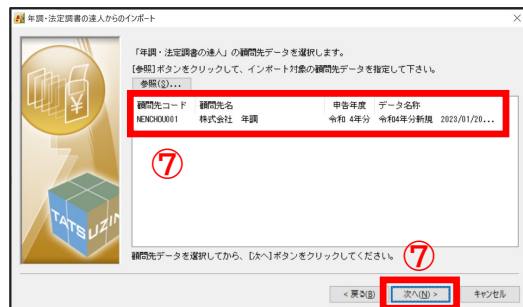 年調・法定調書の達人からのインポート
「年調・法定調書の達人」の顧問先データを選択します。
[参照]ボタンをクリックして、インポート対象の顧問先データを指定して下さい。
参照(S)...
顧問先コード 顧問先名 申告年度 データ名称
NENCHOU001 株式会社 年調 令和 4年分 令和4年分新規 2023/01/20...
⑦
TATSUZIN
顧問先データを選択してから、[次へ]ボタンをクリックしてください。
⑦
< 戻る(B) 次へ(N) > キャンセル